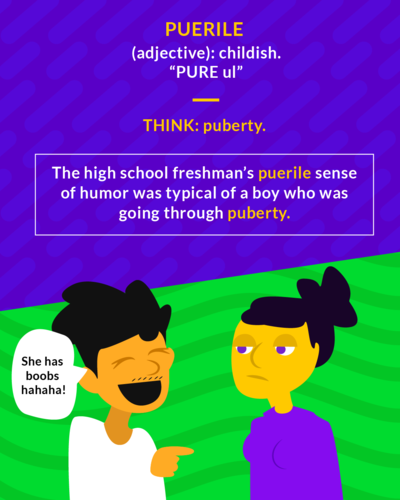 PUERILE
(adjective): childish.
“PURE ul”
THINK: puberty.
The high school freshman’s puerile sense
of humor was typical of a boy who was
going through puberty.
She has
boobs
hahaha!